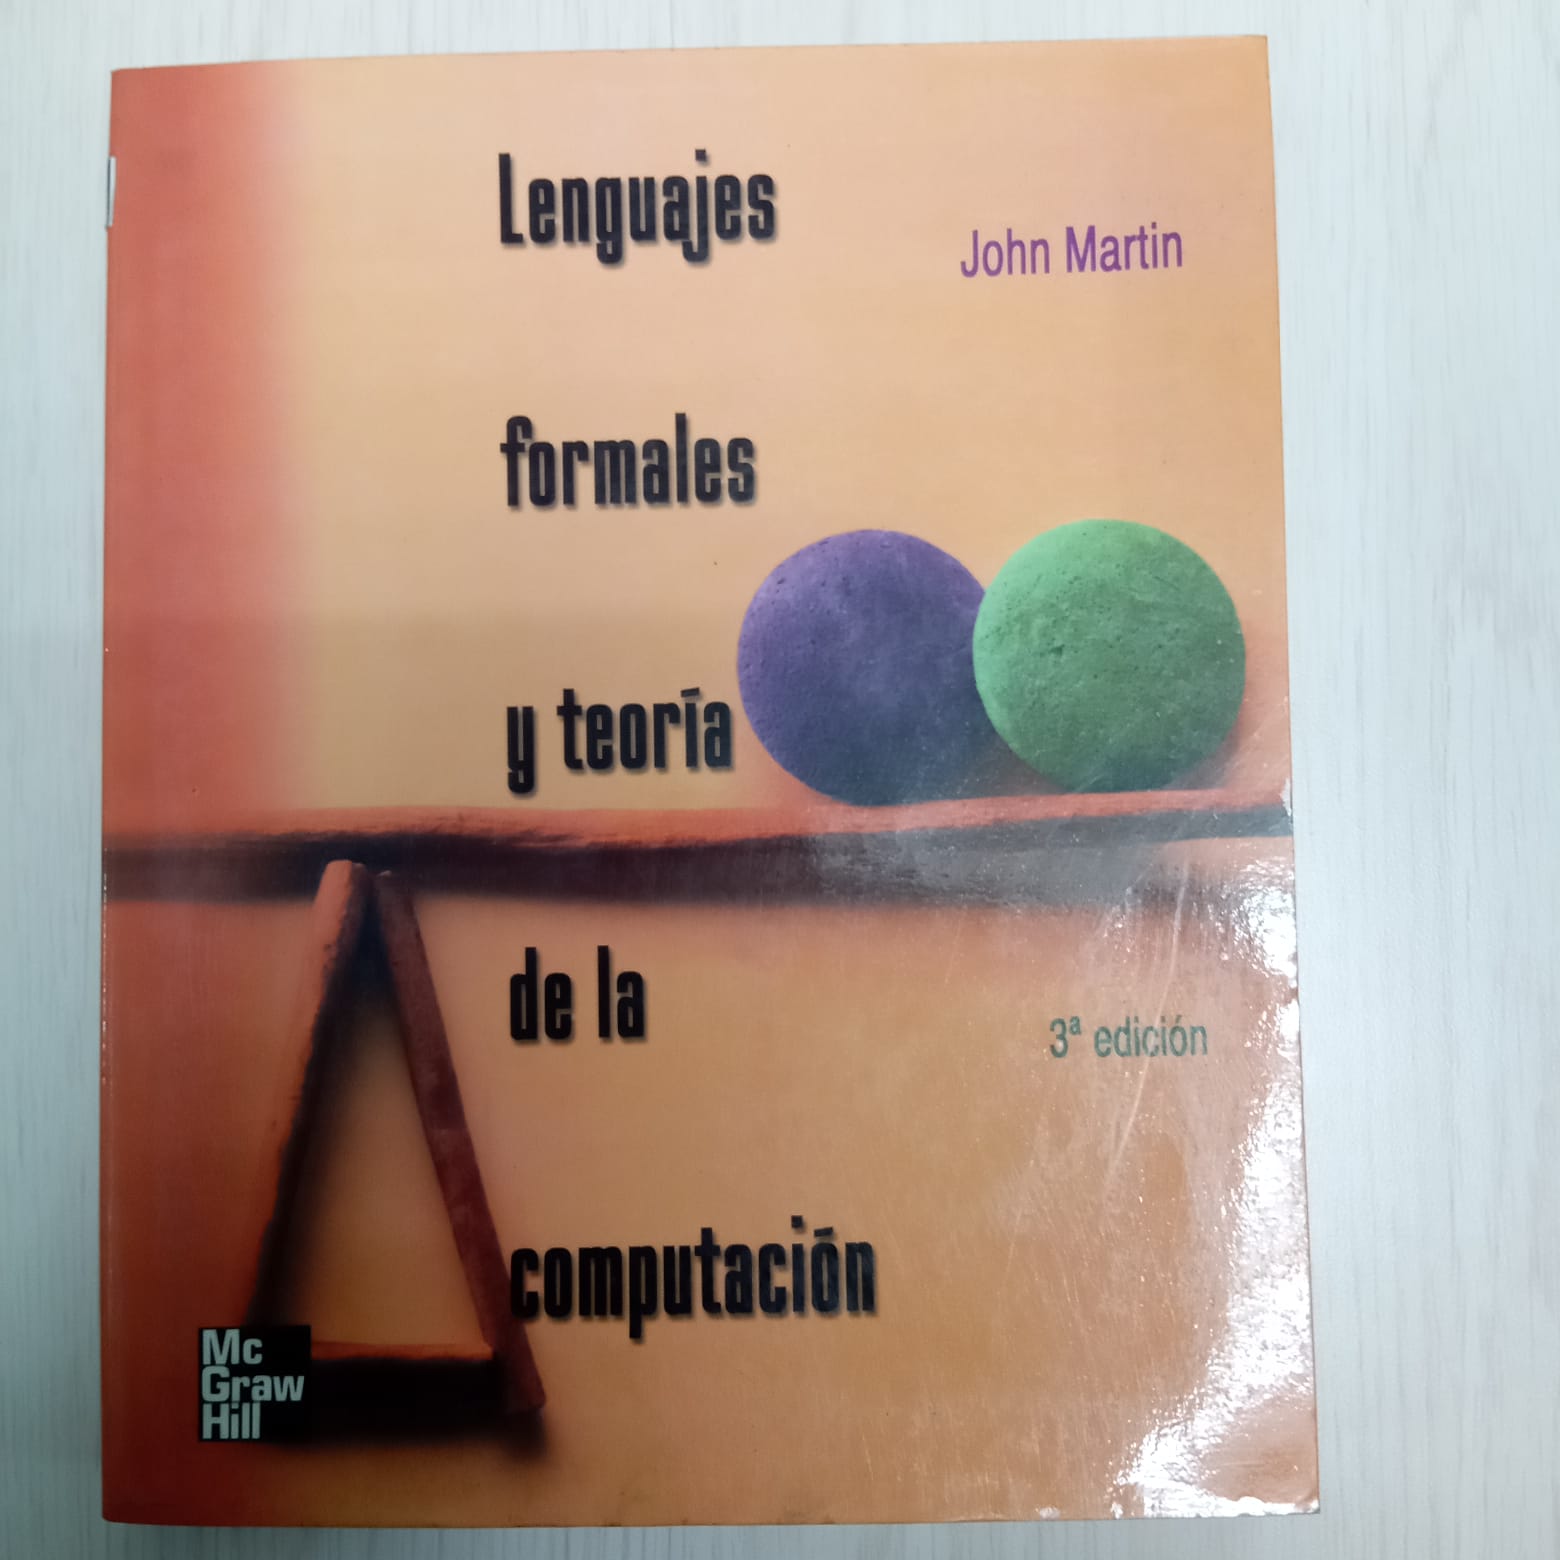 Lenguajes
John Martin
formales
y teoría
de la
3ª edición
computación
Mc
Graw
Hill